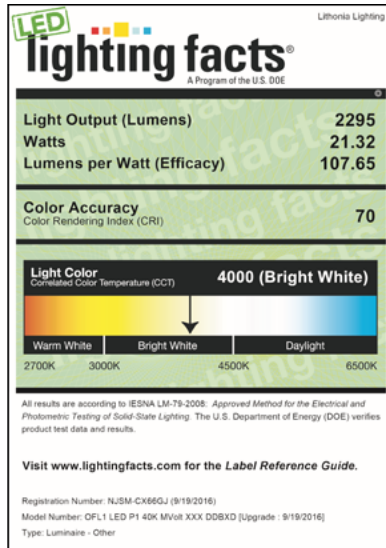 LED
Lithonia Lighting
lighting facts®
A Program of the U.S. DOE
Light Output (Lumens) 2295
Watts 21.32
Lumens per Watt (Efficacy) 107.65
Color Accuracy 70
Color Rendering Index (CRI)
Light Color 4000 (Bright White)
Correlated Color Temperature (CCT)
Warm White Bright White Daylight
2700K 3000K 4500K 6500K
All results are according to IESNA LM-79-2008: Approved Method for the Electrical and
Photometric Testing of Solid-State Lighting. The U.S. Department of Energy (DOE) verifies
product test data and results.
Visit www.lightingfacts.com for the Label Reference Guide.
Registration Number: NJSM-CX66GJ (9/19/2016)
Model Number: OFL1 LED P1 40K MVolt XXX DDBXD [Upgrade : 9/19/2016]
Type: Luminaire - Other